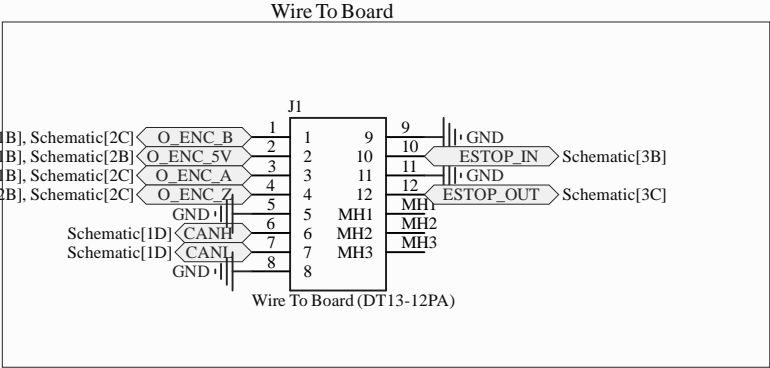 Wire To Board
J1
1B], Schematic[2C] O_ENC_B 1 1 9 9 GND
1B], Schematic[2B] O_ENC_5V 2 2 10 10 ESTOP_IN Schematic[3B]
1B], Schematic[2C] O_ENC_A 3 3 11 11 GND
2B], Schematic[2C] O_ENC_Z 4 4 12 12 ESTOP_OUT Schematic[3C]
GND 5 5 MH1 MH1
Schematic[1D] CANH 6 6 MH2 MH2
Schematic[1D] CANL 7 7 MH3 MH3
GND 8 8
Wire To Board (DT13-12PA)